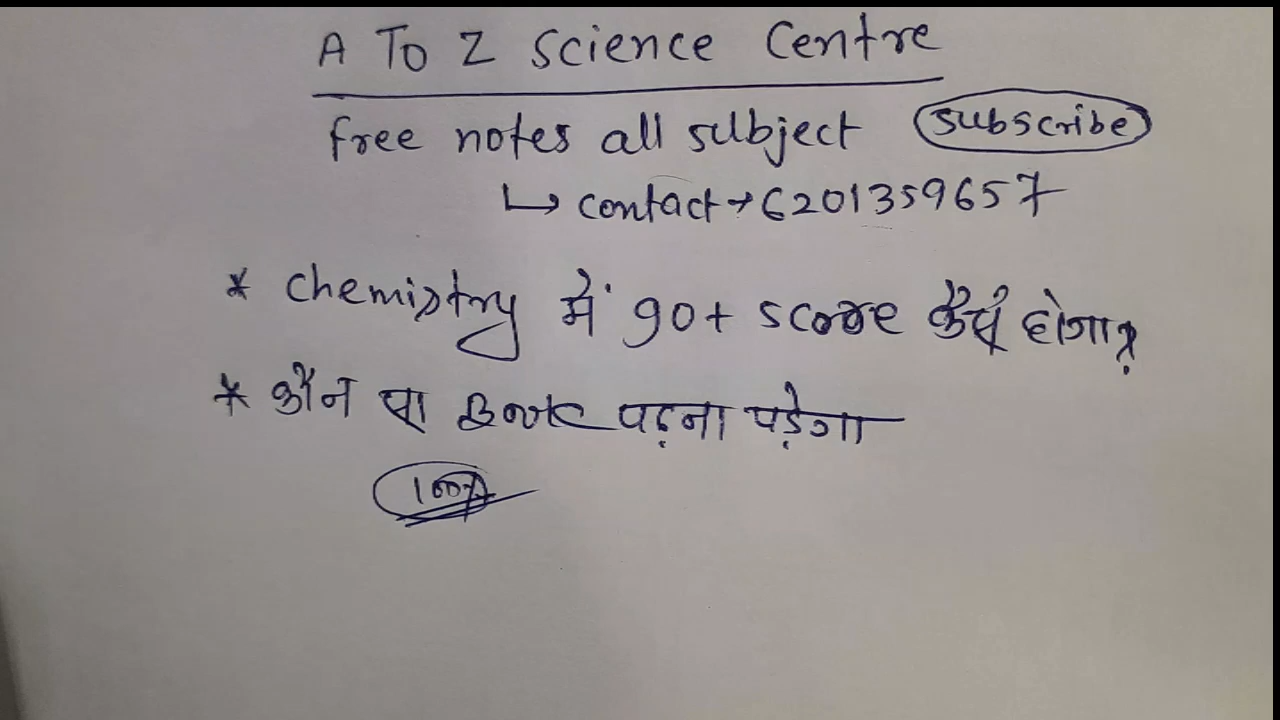 A To Z Science Centre
free notes all subject subscribe
↳ contact → 6201359657
* Chemistry में 90+ score कैसे होगा ?
* कौन सा Book पढ़ना पड़ेगा
100%